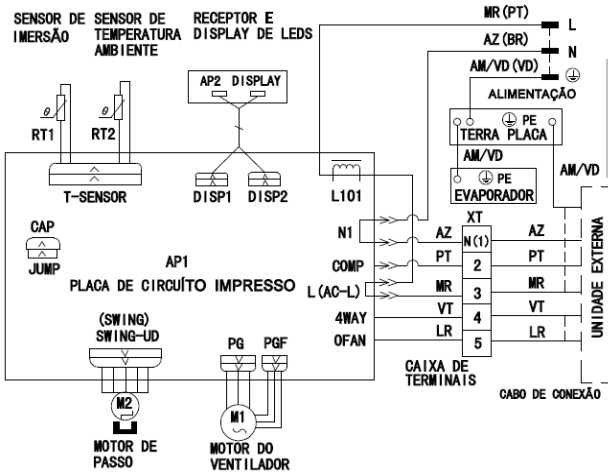 SENSOR DE
IMERSÃO
SENSOR DE
TEMPERATURA
AMBIENTE
RECEPTOR E
DISPLAY DE LEDS
MR(PT)
L
AZ(BR)
N
AM/VD(VD)
ALIMENTAÇÃO
AP2 DISPLAY
θ
RT1
θ
RT2
PE
TERRA PLACA
AM/VD
AM/VD
PE
EVAPORADOR
T-SENSOR
DISP1
DISP2
L101
XT
CAP
JUMP
N1
AZ
N(1)
AZ
COMP
PT
2
PT
AP1
PLACA DE CIRCUÍTO IMPRESSO
L(AC-L)
MR
3
MR
4WAY
VT
4
VT
OFAN
LR
5
LR
UNIDADE EXTERNA
(SWING)
SWING-UD
PG
PGF
CAIXA DE
TERMINAIS
CABO DE CONEXÃO
M2
M1
MOTOR DE
PASSO
MOTOR DO
VENTILADOR